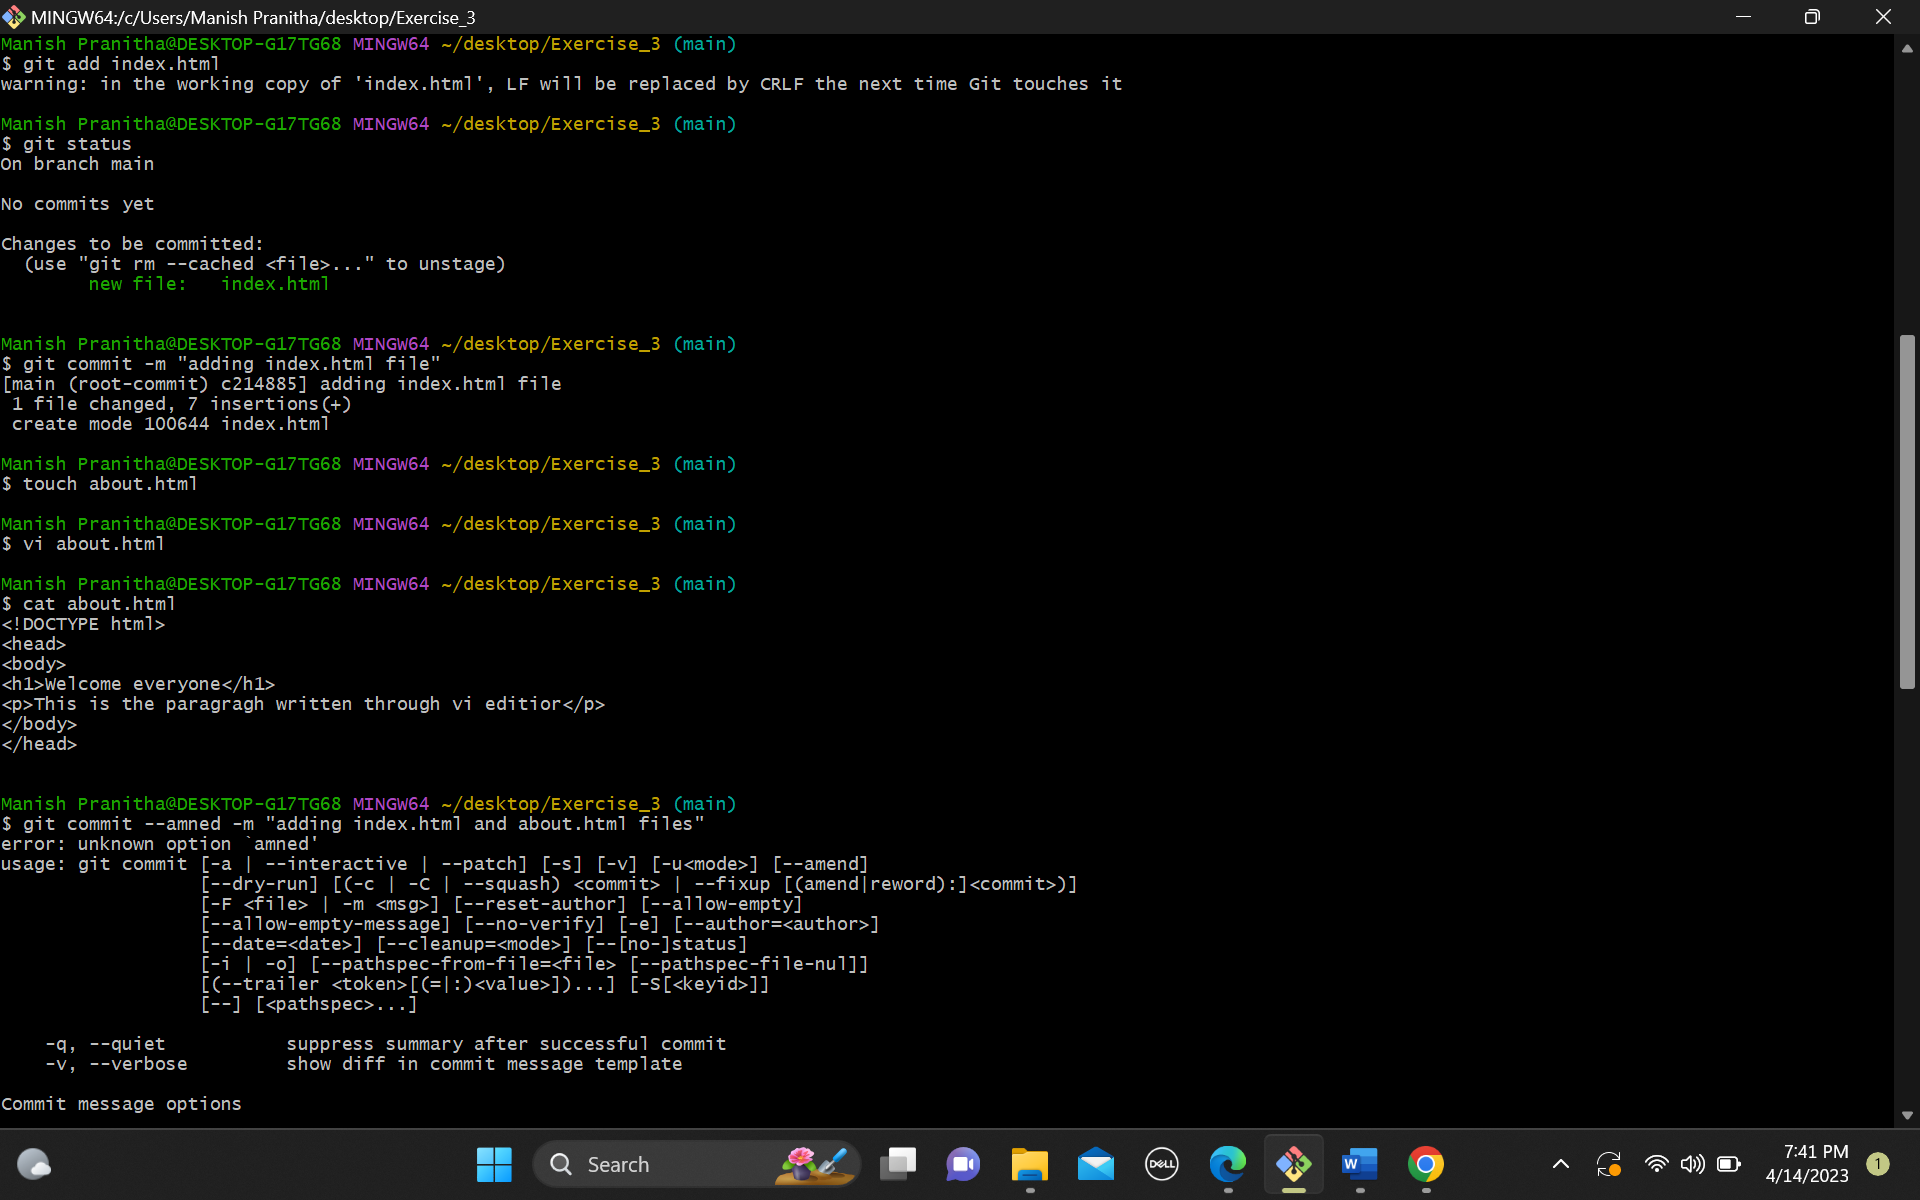 MINGW64:/c/Users/Manish Pranitha/desktop/Exercise_3
Manish Pranitha@DESKTOP-G17TG68 MINGW64 ~/desktop/Exercise_3 (main)
$ git add index.html
warning: in the working copy of 'index.html', LF will be replaced by CRLF the next time Git touches it
Manish Pranitha@DESKTOP-G17TG68 MINGW64 ~/desktop/Exercise_3 (main)
$ git status
On branch main
No commits yet
Changes to be committed:
  (use "git rm --cached <file>..." to unstage)
        new file:   index.html
Manish Pranitha@DESKTOP-G17TG68 MINGW64 ~/desktop/Exercise_3 (main)
$ git commit -m "adding index.html file"
[main (root-commit) c214885] adding index.html file
 1 file changed, 7 insertions(+)
 create mode 100644 index.html
Manish Pranitha@DESKTOP-G17TG68 MINGW64 ~/desktop/Exercise_3 (main)
$ touch about.html
Manish Pranitha@DESKTOP-G17TG68 MINGW64 ~/desktop/Exercise_3 (main)
$ vi about.html
Manish Pranitha@DESKTOP-G17TG68 MINGW64 ~/desktop/Exercise_3 (main)
$ cat about.html
<!DOCTYPE html>
<head>
<body>
<h1>Welcome everyone</h1>
<p>This is the paragragh written through vi editior</p>
</body>
</head>
Manish Pranitha@DESKTOP-G17TG68 MINGW64 ~/desktop/Exercise_3 (main)
$ git commit --amned -m "adding index.html and about.html files"
error: unknown option `amned'
usage: git commit [-a | --interactive | --patch] [-s] [-v] [-u<mode>] [--amend]
                  [--dry-run] [(-c | -C | --squash) <commit> | --fixup [(amend|reword):]<commit>)]
                  [-F <file> | -m <msg>] [--reset-author] [--allow-empty]
                  [--allow-empty-message] [--no-verify] [-e] [--author=<author>]
                  [--date=<date>] [--cleanup=<mode>] [--[no-]status]
                  [-i | -o] [--pathspec-from-file=<file> [--pathspec-file-nul]]
                  [(--trailer <token>[(=|:)<value>])...] [-S[<keyid>]]
                  [--] [<pathspec>...]
    -q, --quiet           suppress summary after successful commit
    -v, --verbose         show diff in commit message template
Commit message options
Search
DELL
W
7:41 PM
4/14/2023
1